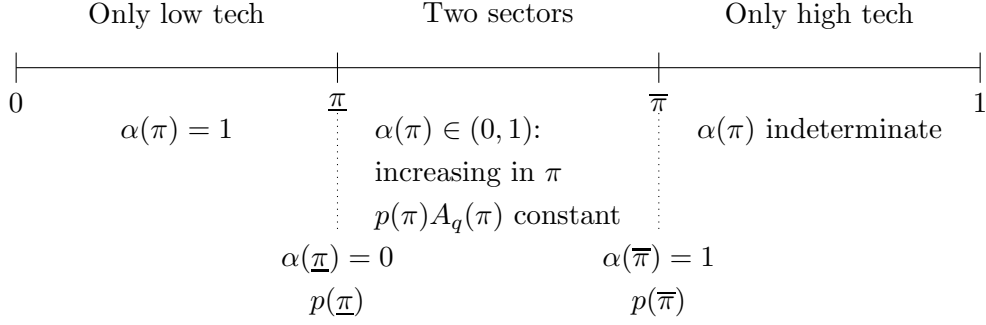 Only low tech Two sectors Only high tech
0 π̲ π̅ 1
α(π) = 1 α(π) ∈ (0, 1): α(π) indeterminate
increasing in π
p(π)A_q(π) constant
α(π̲) = 0 α(π̅) = 1
p(π̲) p(π̅)